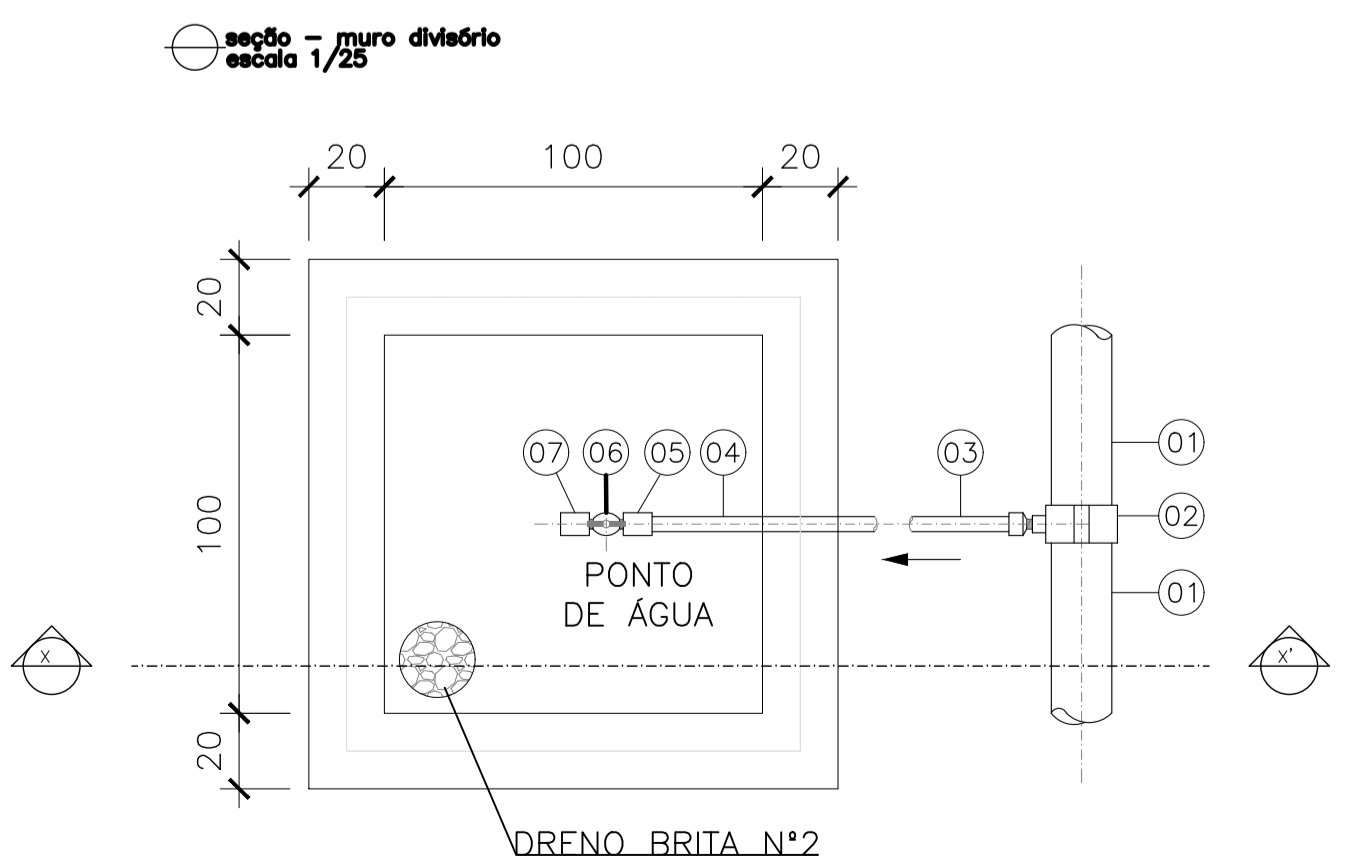 seção - muro divisório
escala 1/25
20 100 20
20
100
20
07 06 05 04 03
01
02
01
PONTO
DE ÁGUA
X X'
DRENO BRITA Nº2